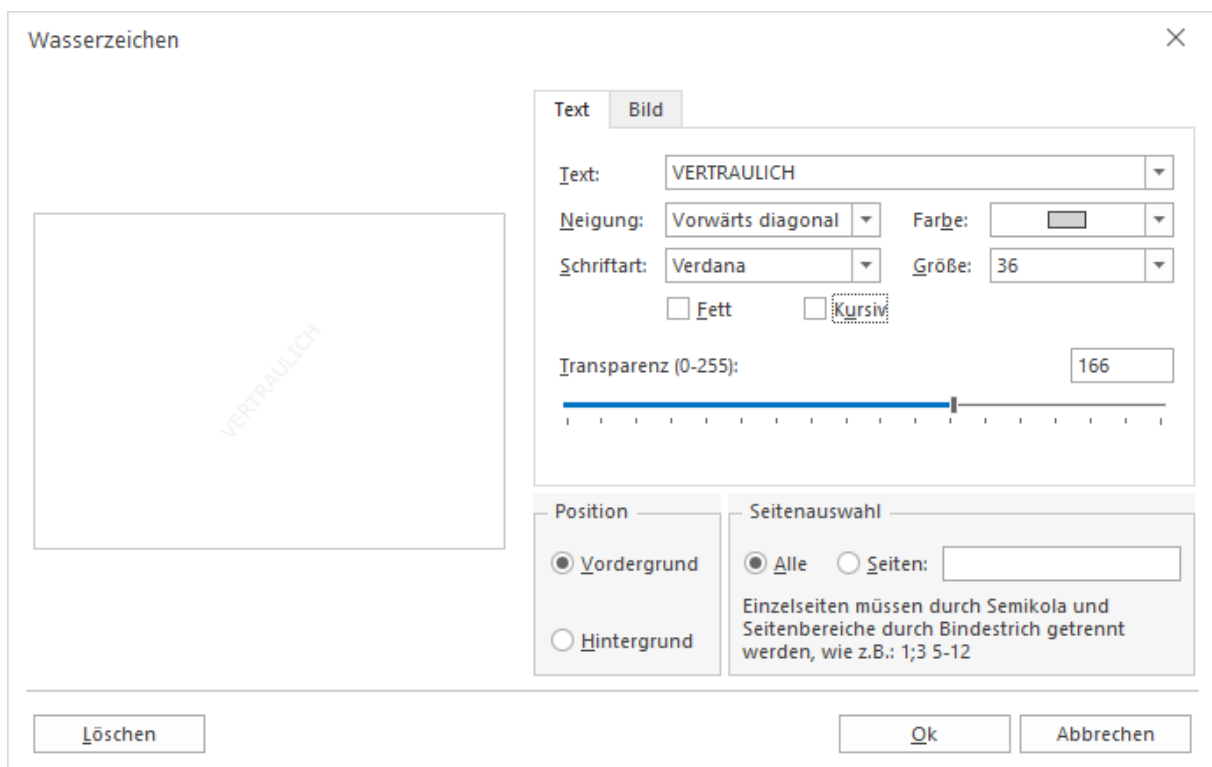 Wasserzeichen
Text Bild
Text: VERTRAULICH
Neigung: Vorwärts diagonal Farbe:
Schriftart: Verdana Größe: 36
Fett Kursiv
VERTRAULICH
Transparenz (0-255): 166
Position
Vordergrund
Hintergrund
Seitenauswahl
Alle Seiten:
Einzelseiten müssen durch Semikola und
Seitenbereiche durch Bindestrich getrennt
werden, wie z.B.: 1;3 5-12
Löschen Ok Abbrechen